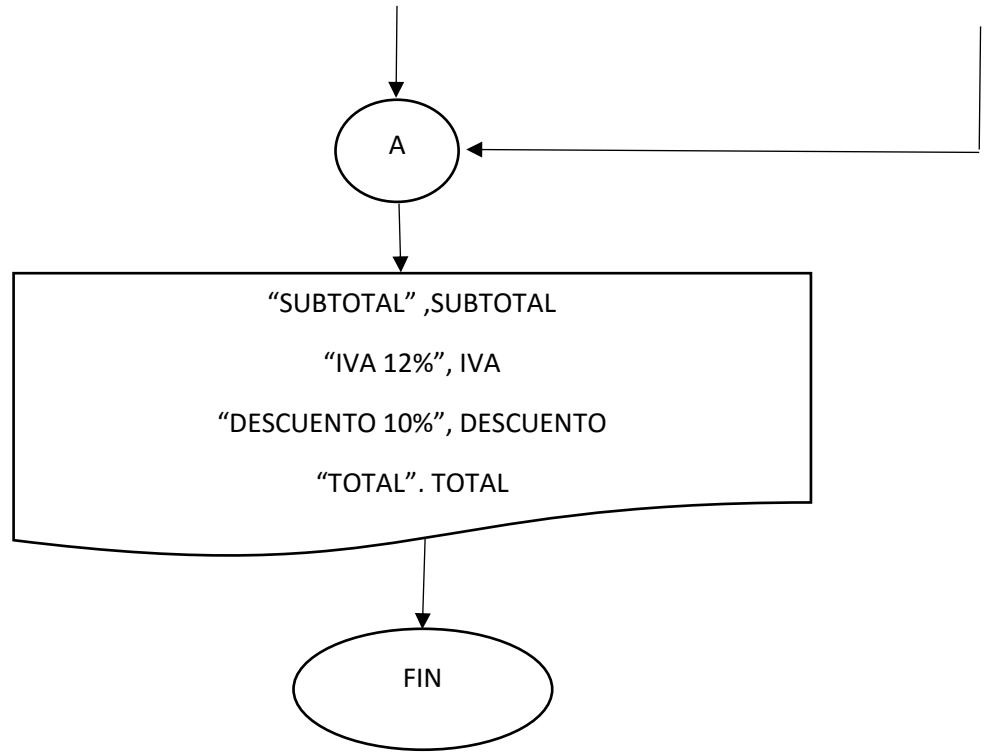 A
“SUBTOTAL” ,SUBTOTAL
“IVA 12%”, IVA
“DESCUENTO 10%”, DESCUENTO
“TOTAL”. TOTAL
FIN